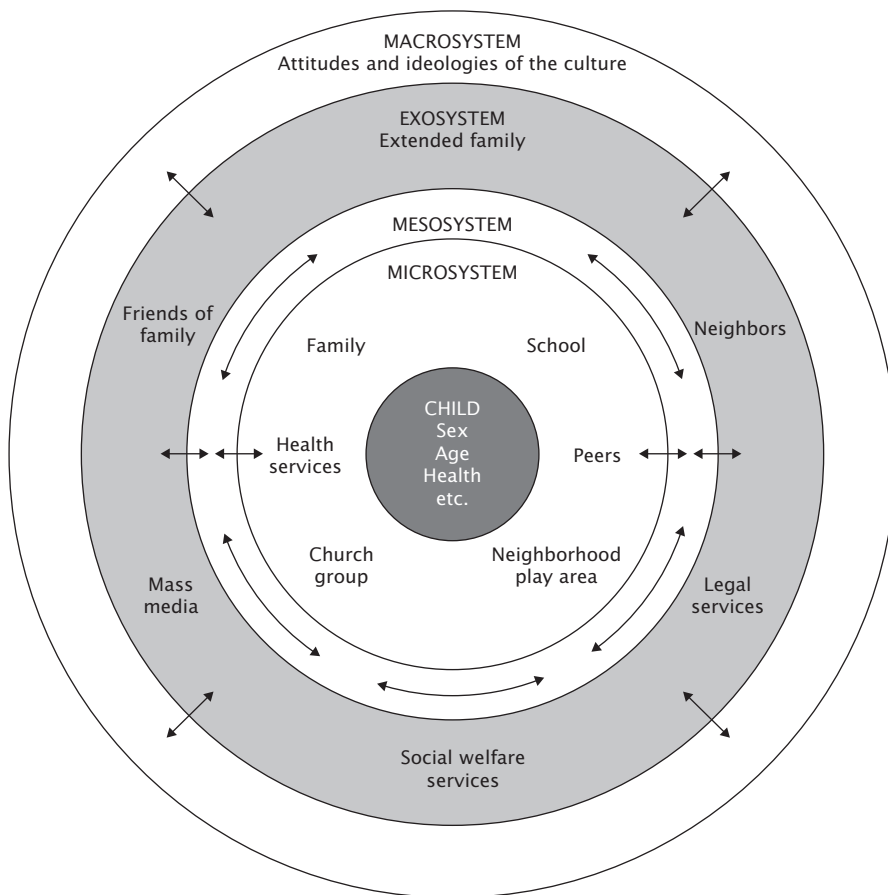 MACROSYSTEM
Attitudes and ideologies of the culture
EXOSYSTEM
Extended family
MESOSYSTEM
MICROSYSTEM
Friends of
family
Neighbors
Family
School
CHILD
Sex
Age
Health
etc.
Health
services
Peers
Church
group
Neighborhood
play area
Mass
media
Legal
services
Social welfare
services